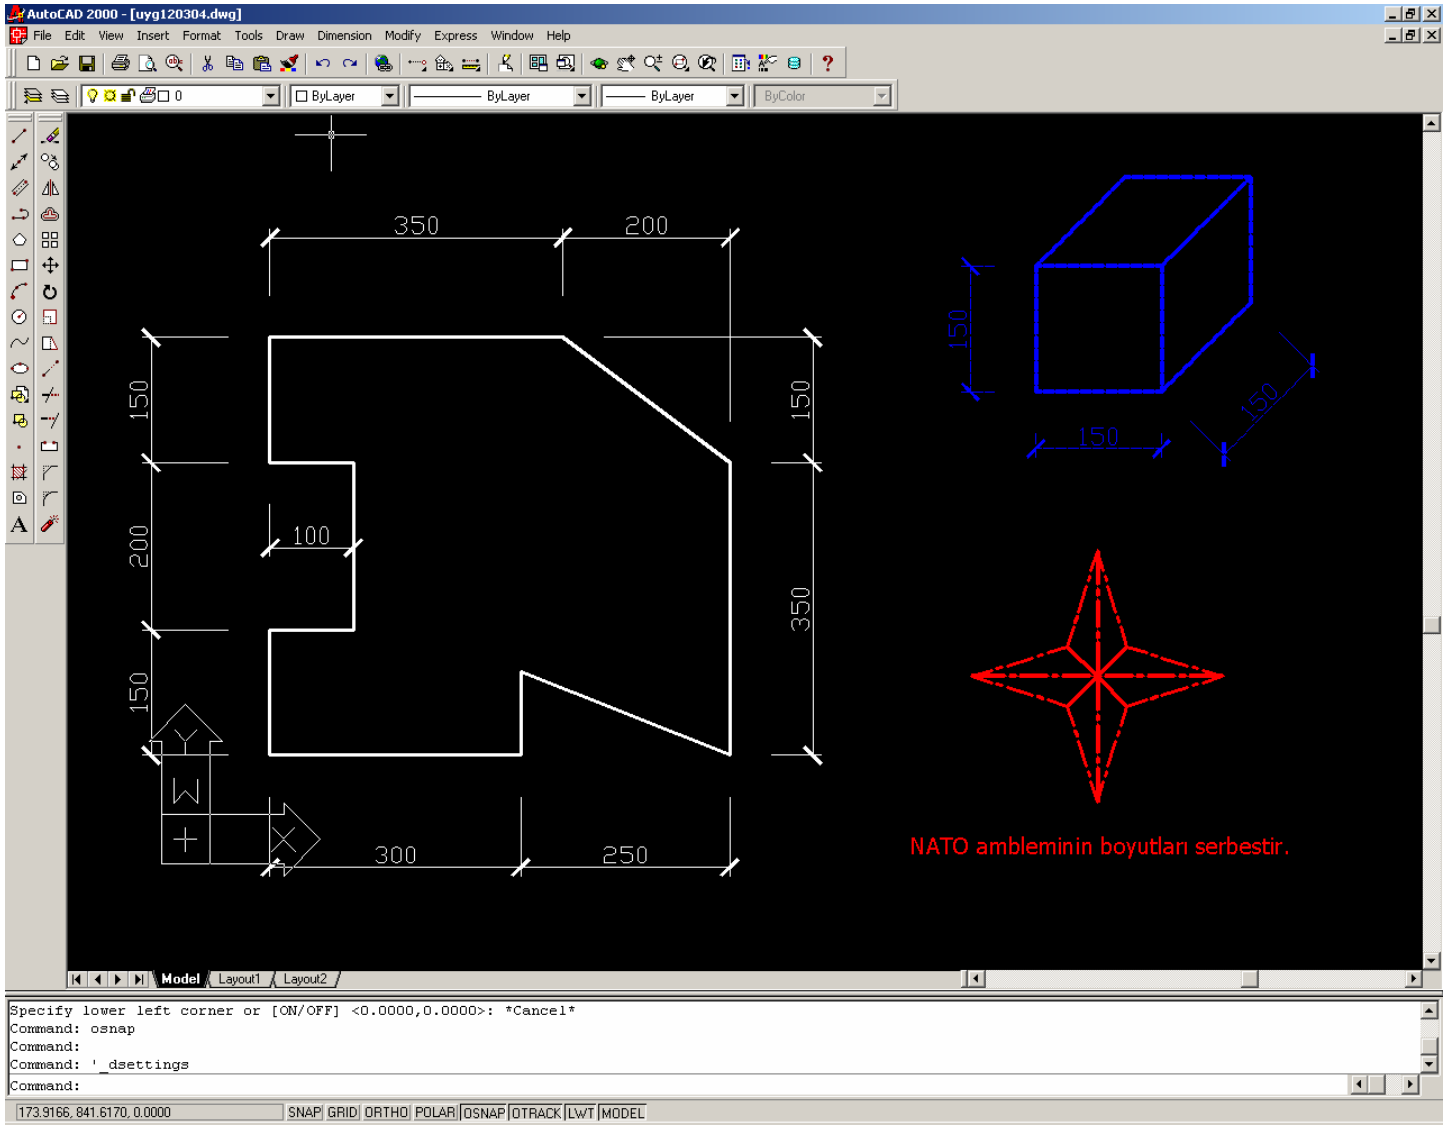 AutoCAD 2000 - [uyg120304.dwg]
File Edit View Insert Format Tools Draw Dimension Modify Express Window Help
0 ByLayer ByLayer ByLayer ByColor
350 200
150
150
150
150
150
100
200
350
150
Y
W
X
300 250
A
NATO ambleminin boyutları serbestir.
Model Layout1 Layout2
Specify lower left corner or [ON/OFF] <0.0000,0.0000>: *Cancel*
Command: osnap
Command:
Command: '_dsettings
Command:
173.9166, 841.6170, 0.0000 SNAP GRID ORTHO POLAR OSNAP OTRACK LWT MODEL